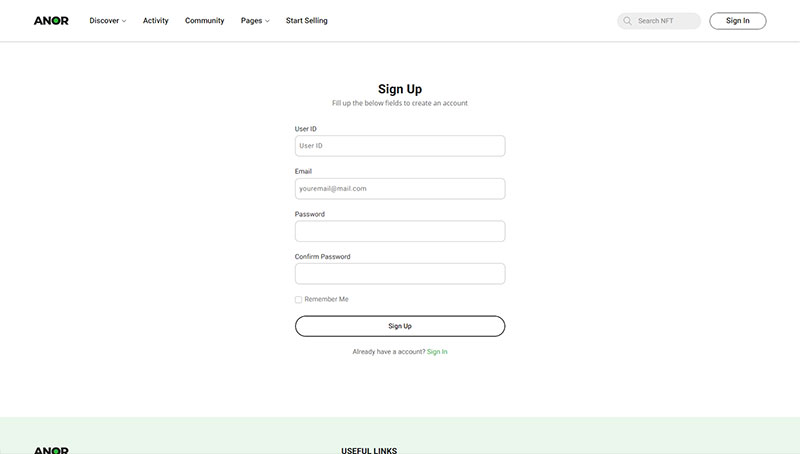 ANOR Discover Activity Community Pages Start Selling Search NFT Sign In
Sign Up
Fill up the below fields to create an account
User ID
User ID
Email
youremail@mail.com
Password
Confirm Password
Remember Me
Sign Up
Already have a account? Sign In
ANOR USEFUL LINKS